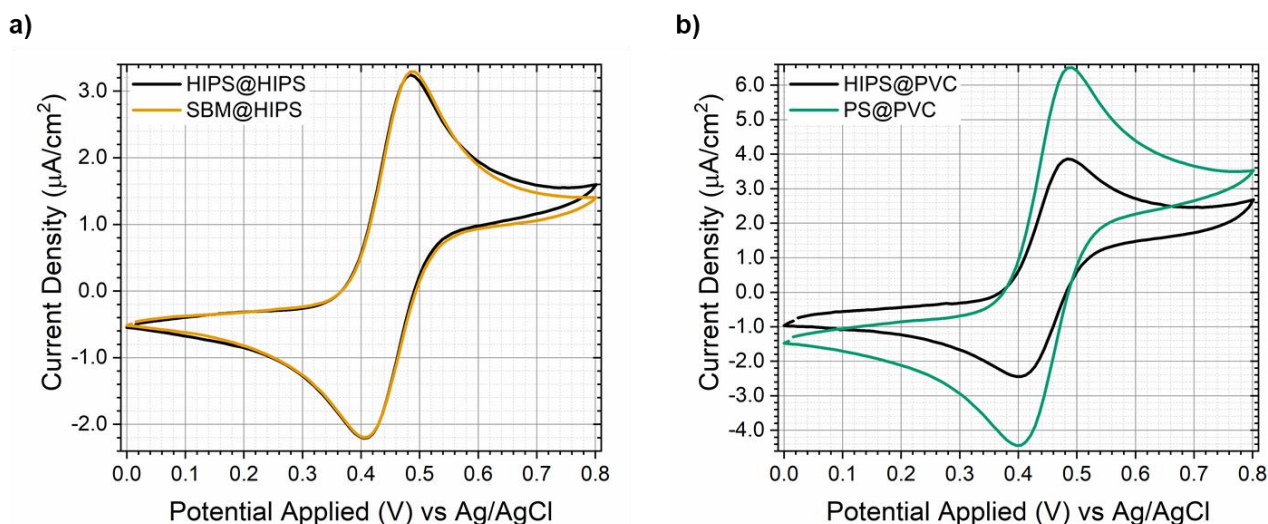 a)
HIPS@HIPS
SBM@HIPS
3.0
2.0
1.0
0.0
-1.0
-2.0
Current Density (µA/cm²)
0.0 0.1 0.2 0.3 0.4 0.5 0.6 0.7 0.8
Potential Applied (V) vs Ag/AgCl
b)
HIPS@PVC
PS@PVC
6.0
5.0
4.0
3.0
2.0
1.0
0.0
-1.0
-2.0
-3.0
-4.0
Current Density (µA/cm²)
0.0 0.1 0.2 0.3 0.4 0.5 0.6 0.7 0.8
Potential Applied (V) vs Ag/AgCl